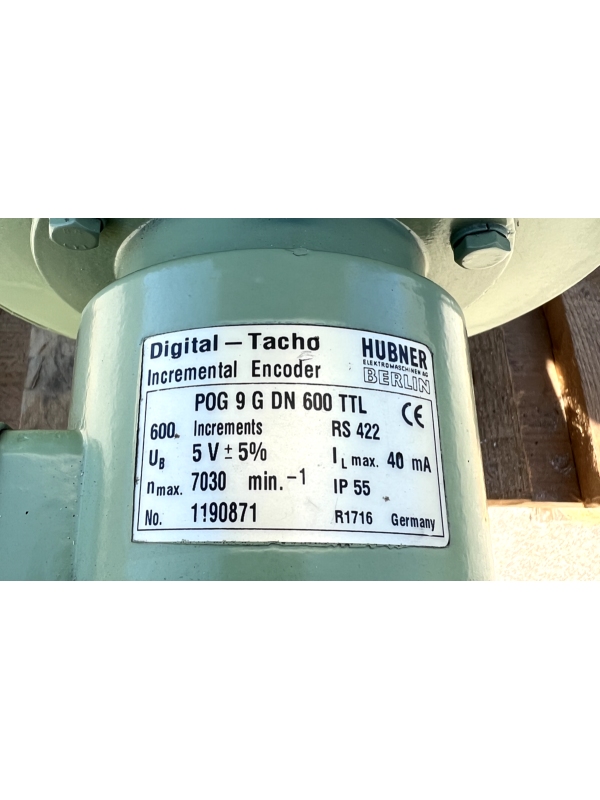 Digital – Tacho
Incremental Encoder
HÜBNER
ELEKTROMASCHINEN AG
BERLIN
POG 9 G DN 600 TTL
CE
600. Increments RS 422
UB 5 V ± 5% IL max. 40 mA
nmax. 7030 min.-1 IP 55
No. 1190871 R1716 Germany